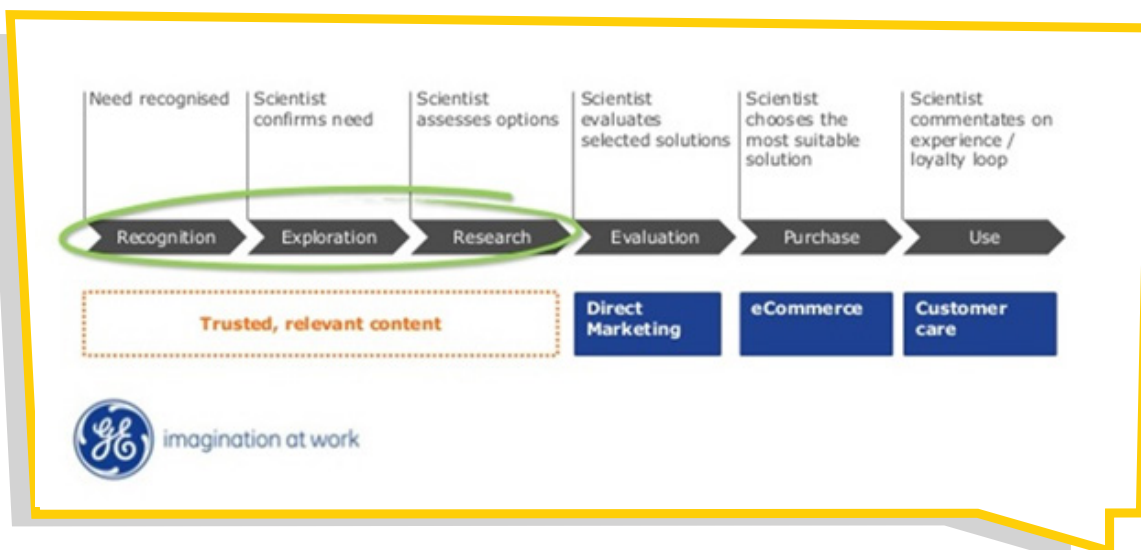 Need recognised
Scientist
confirms need
Scientist
assesses options
Scientist
evaluates
selected solutions
Scientist
chooses the
most suitable
solution
Scientist
commentates on
experience /
loyalty loop
Recognition
Exploration
Research
Evaluation
Purchase
Use
Trusted, relevant content
Direct
Marketing
eCommerce
Customer
care
GE
imagination at work